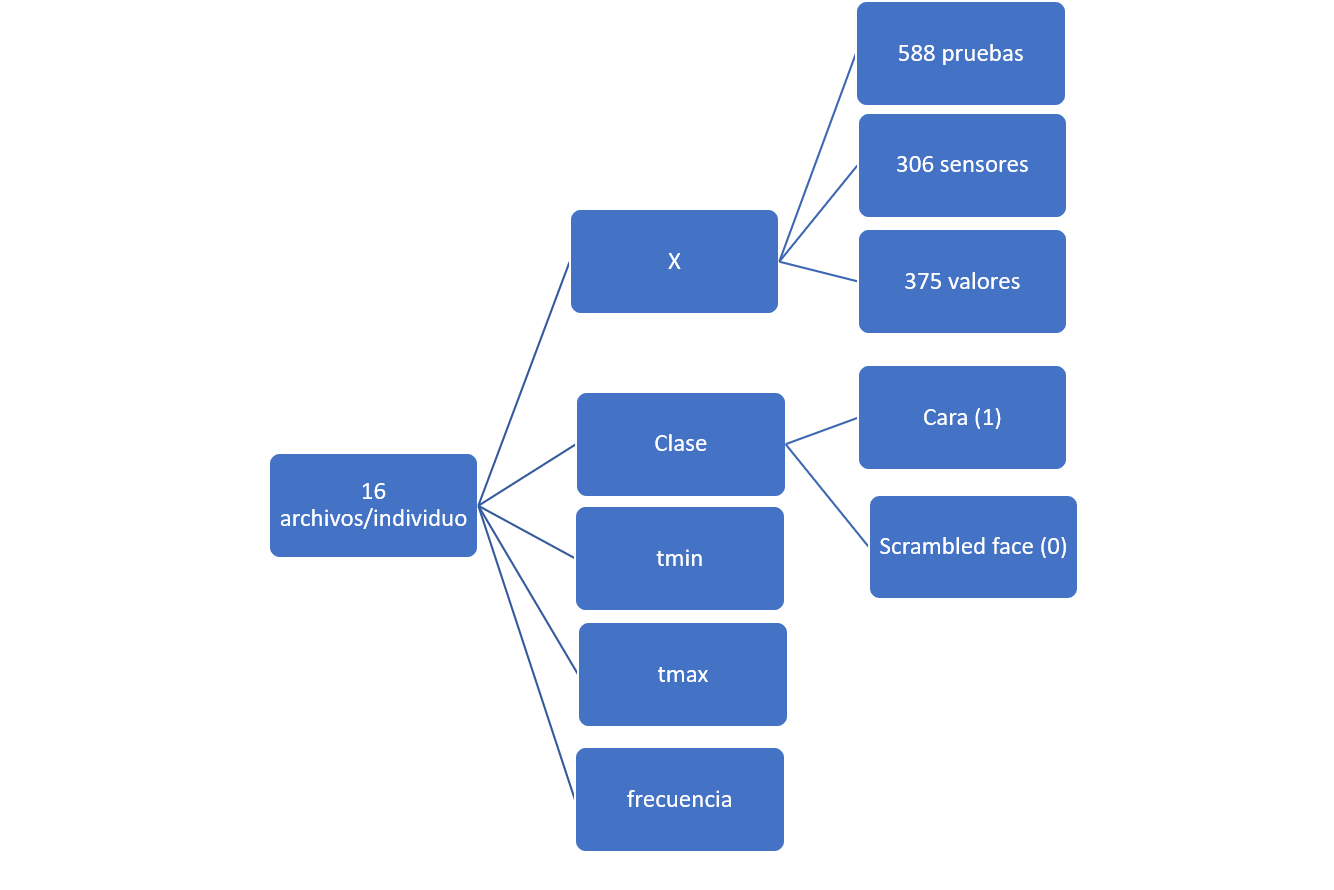 16
archivos/individuo
X
588 pruebas
306 sensores
375 valores
Clase
Cara (1)
Scrambled face (0)
tmin
tmax
frecuencia